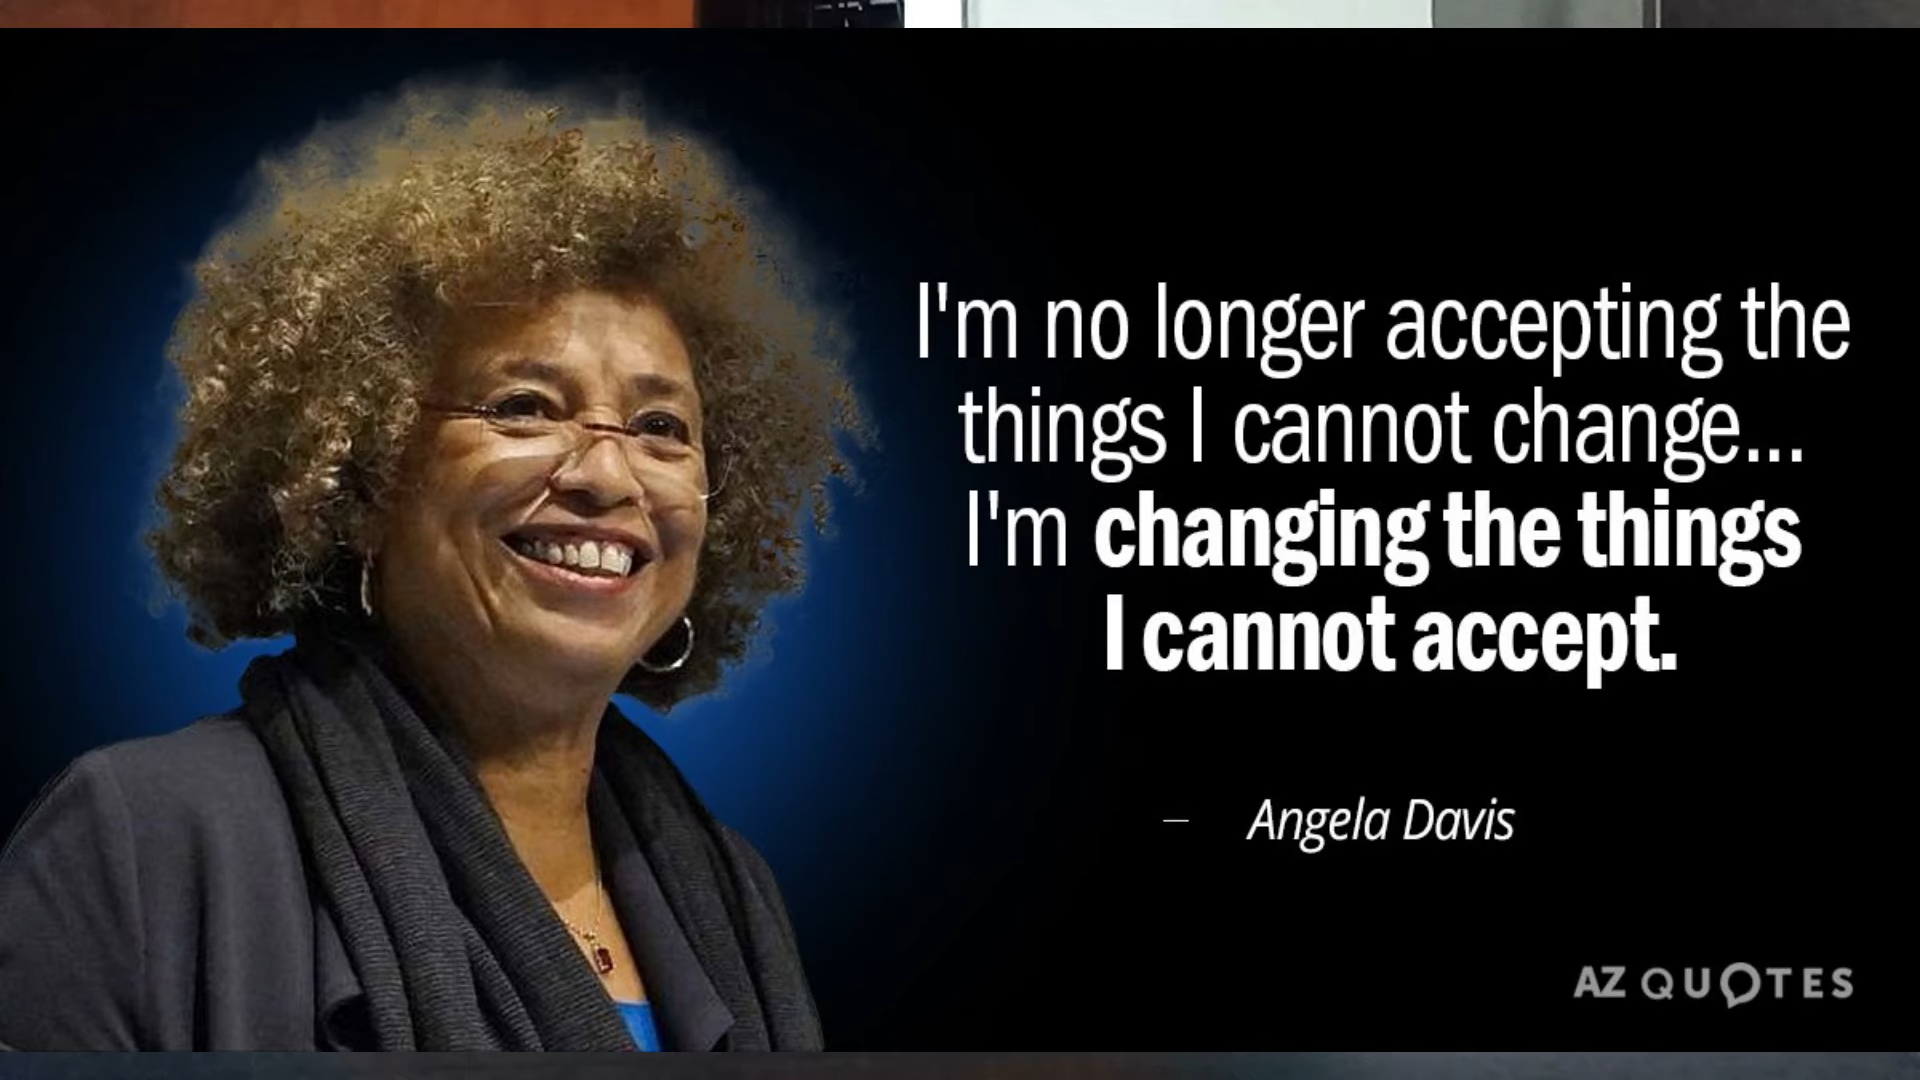 I'm no longer accepting the
things I cannot change...
I'm changing the things
I cannot accept.
— Angela Davis
AZ QUOTES